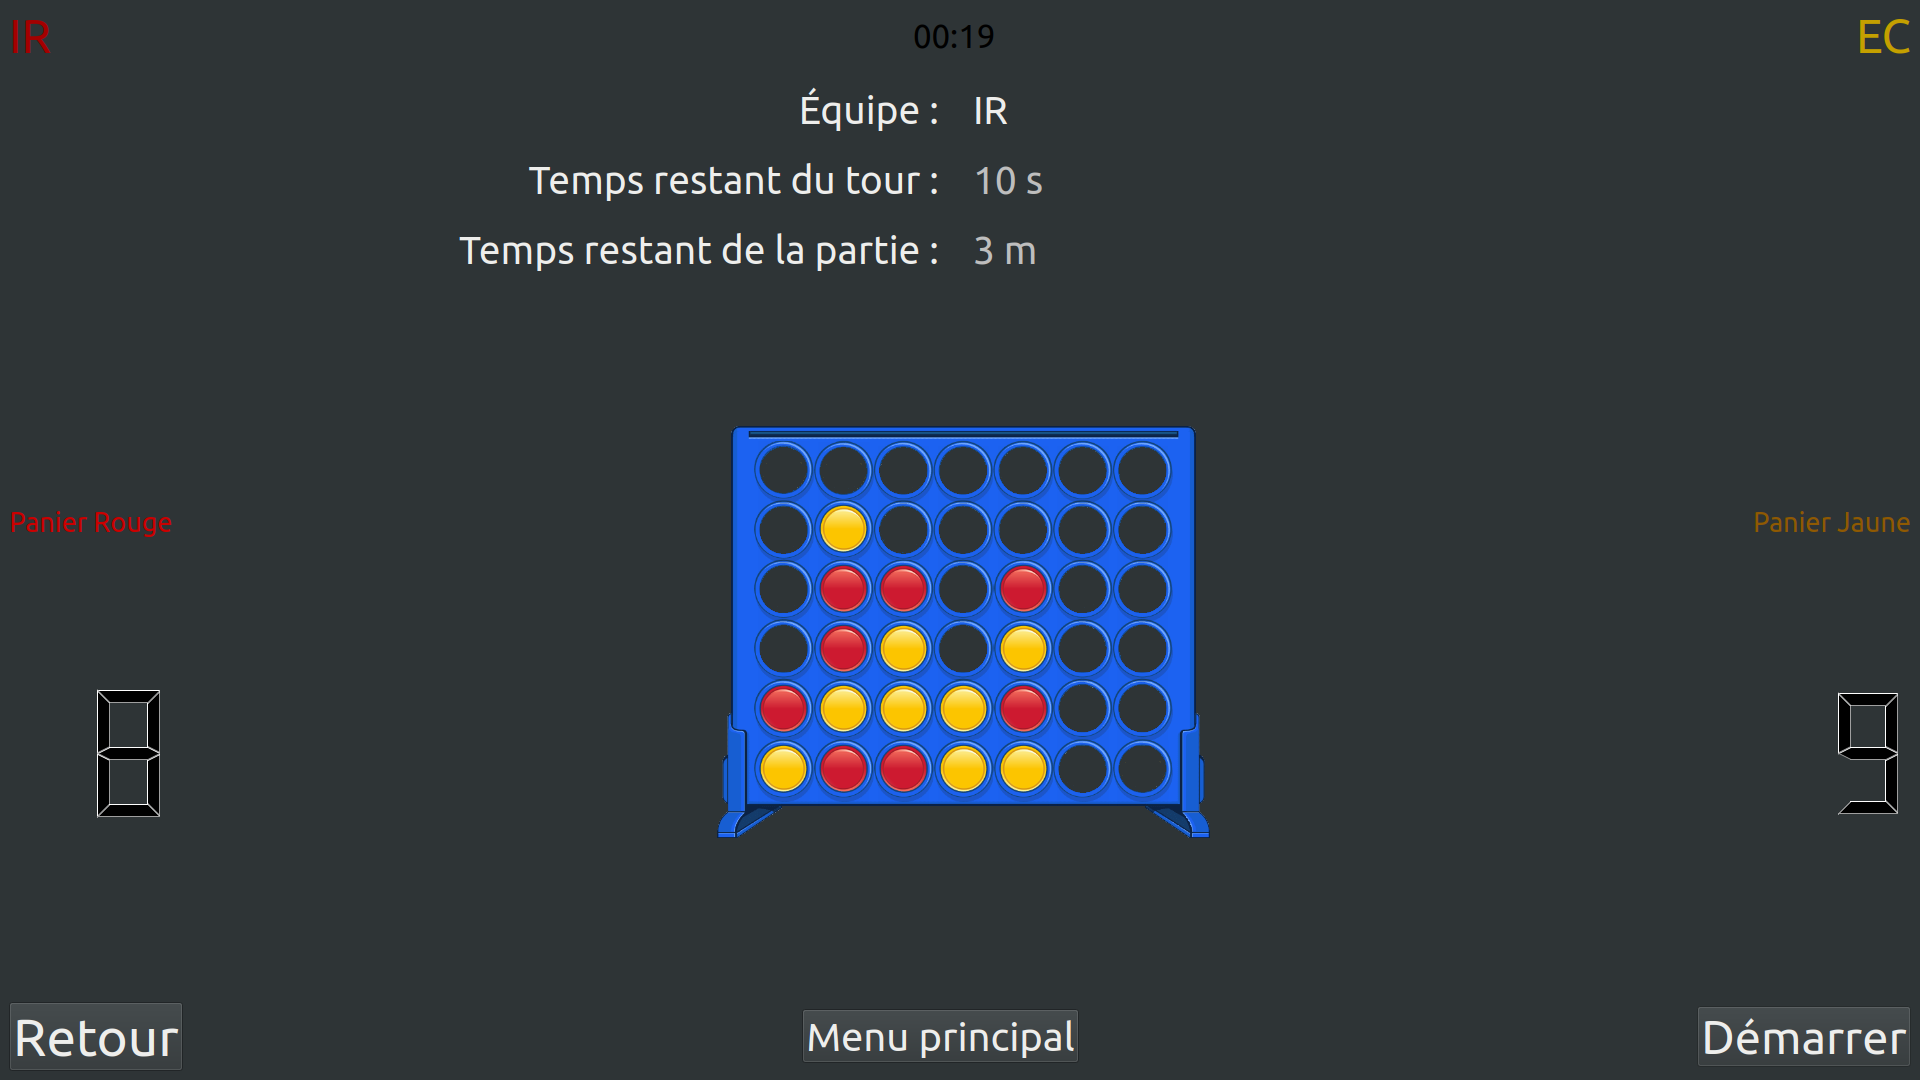 IR
00:19
EC
Équipe : IR
Temps restant du tour : 10 s
Temps restant de la partie : 3 m
Panier Rouge
Panier Jaune
8
9
Retour
Menu principal
Démarrer